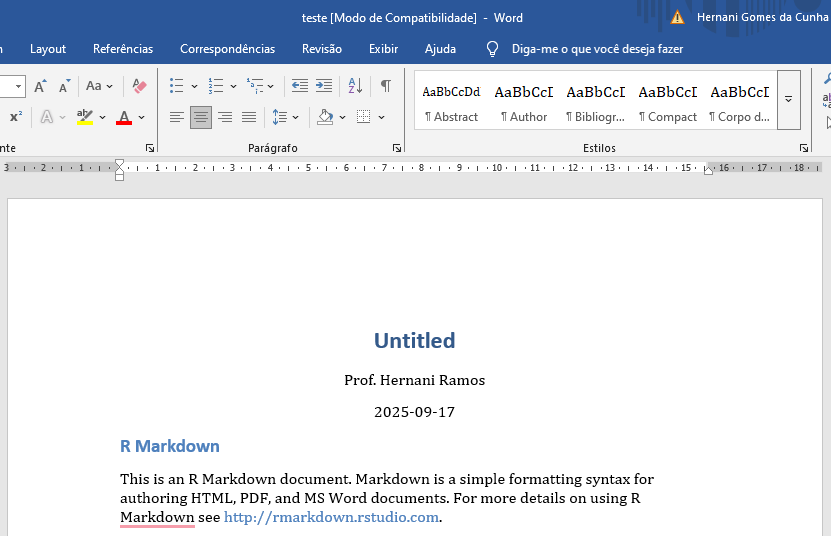 teste [Modo de Compatibilidade] - Word
Hernani Gomes da Cunha
Layout Referências Correspondências Revisão Exibir Ajuda Diga-me o que você deseja fazer
Aa
AaBbCcDd AaBbCcI AaBbCcI AaBbCcI AaBbCcI
¶ Abstract ¶ Author ¶ Bibliogr... ¶ Compact ¶ Corpo d...
nte Parágrafo Estilos
3 2 1 1 2 3 4 5 6 7 8 9 10 11 12 13 14 15 16 17 18
Untitled
Prof. Hernani Ramos
2025-09-17
R Markdown
This is an R Markdown document. Markdown is a simple formatting syntax for
authoring HTML, PDF, and MS Word documents. For more details on using R
Markdown see http://rmarkdown.rstudio.com.